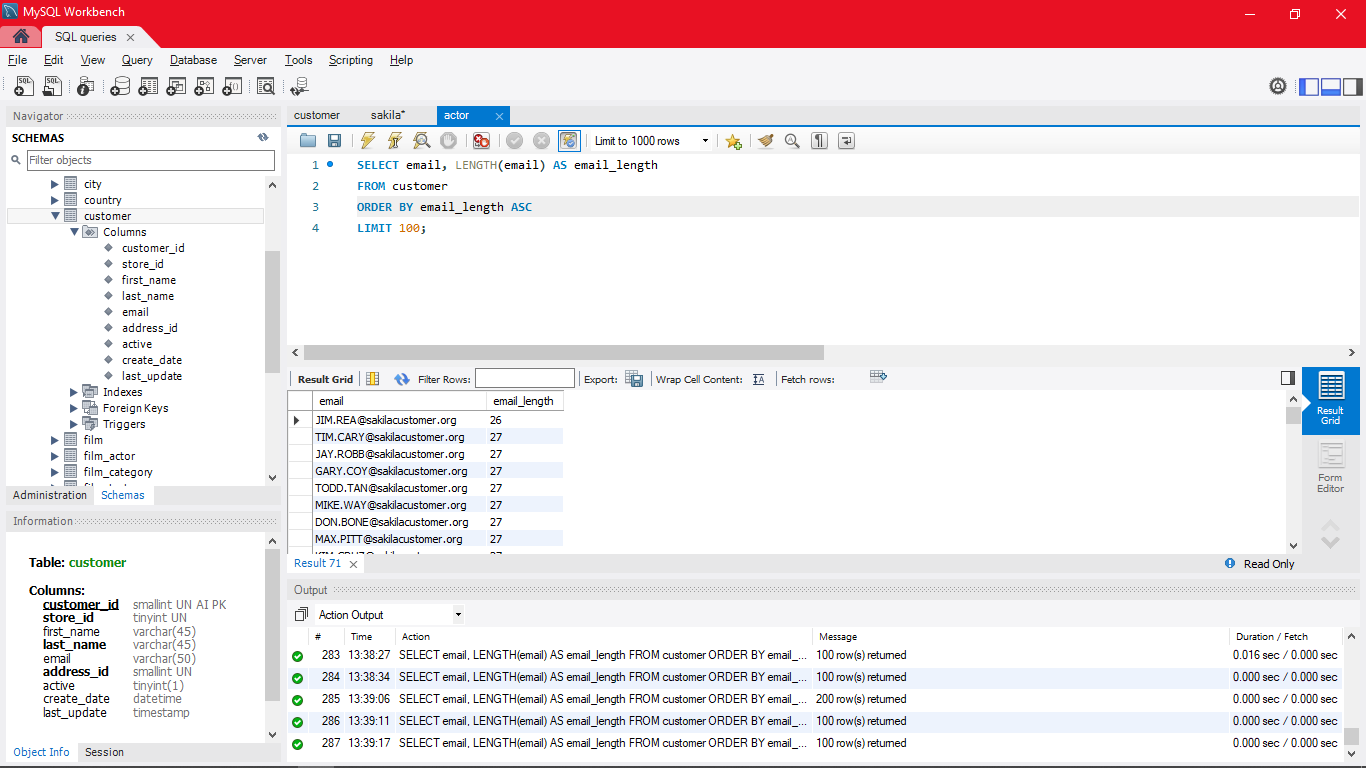 MySQL Workbench
SQL queries
File Edit View Query Database Server Tools Scripting Help
Navigator
SCHEMAS
Filter objects
city
country
customer
Columns
customer_id
store_id
first_name
last_name
email
address_id
active
create_date
last_update
Indexes
Foreign Keys
Triggers
film
film_actor
film_category
Administration Schemas
Information
Table: customer
Columns:
customer_id smallint UN AI PK
store_id tinyint UN
first_name varchar(45)
last_name varchar(45)
email varchar(50)
address_id smallint UN
active tinyint(1)
create_date datetime
last_update timestamp
Object Info Session
customer sakila* actor
Limit to 1000 rows
1 SELECT email, LENGTH(email) AS email_length
2 FROM customer
3 ORDER BY email_length ASC
4 LIMIT 100;
Result Grid Filter Rows: Export: Wrap Cell Content: Fetch rows:
email email_length
JIM.REA@sakilacustomer.org 26
TIM.CARY@sakilacustomer.org 27
JAY.ROBB@sakilacustomer.org 27
GARY.COY@sakilacustomer.org 27
TODD.TAN@sakilacustomer.org 27
MIKE.WAY@sakilacustomer.org 27
DON.BONE@sakilacustomer.org 27
MAX.PITT@sakilacustomer.org 27
KIM.CRUZ@sakilacustomer.org 27
Result Grid
Form Editor
Result 71
Read Only
Output
Action Output
# Time Action Message Duration / Fetch
283 13:38:27 SELECT email, LENGTH(email) AS email_length FROM customer ORDER BY email_... 100 row(s) returned 0.016 sec / 0.000 sec
284 13:38:34 SELECT email, LENGTH(email) AS email_length FROM customer ORDER BY email_... 100 row(s) returned 0.000 sec / 0.000 sec
285 13:39:06 SELECT email, LENGTH(email) AS email_length FROM customer ORDER BY email_... 200 row(s) returned 0.000 sec / 0.000 sec
286 13:39:11 SELECT email, LENGTH(email) AS email_length FROM customer ORDER BY email_... 100 row(s) returned 0.000 sec / 0.000 sec
287 13:39:17 SELECT email, LENGTH(email) AS email_length FROM customer ORDER BY email_... 100 row(s) returned 0.000 sec / 0.000 sec